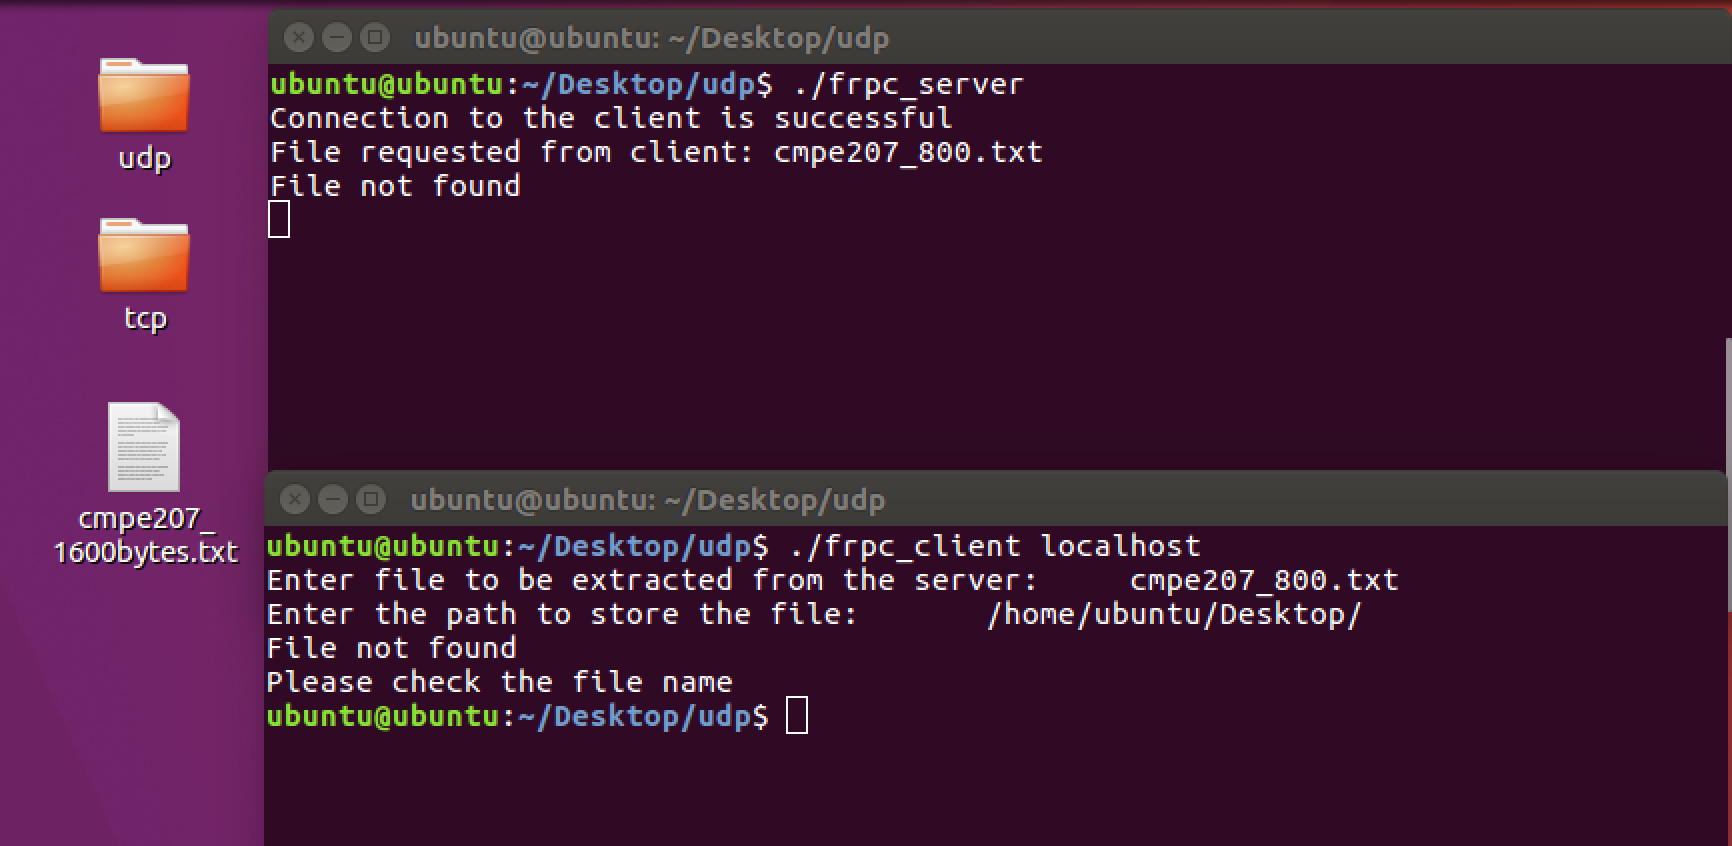 udp
tcp
cmpe207_
1600bytes.txt
ubuntu@ubuntu: ~/Desktop/udp
ubuntu@ubuntu:~/Desktop/udp$ ./frpc_server
Connection to the client is successful
File requested from client: cmpe207_800.txt
File not found
ubuntu@ubuntu: ~/Desktop/udp
ubuntu@ubuntu:~/Desktop/udp$ ./frpc_client localhost
Enter file to be extracted from the server:     cmpe207_800.txt
Enter the path to store the file:       /home/ubuntu/Desktop/
File not found
Please check the file name
ubuntu@ubuntu:~/Desktop/udp$